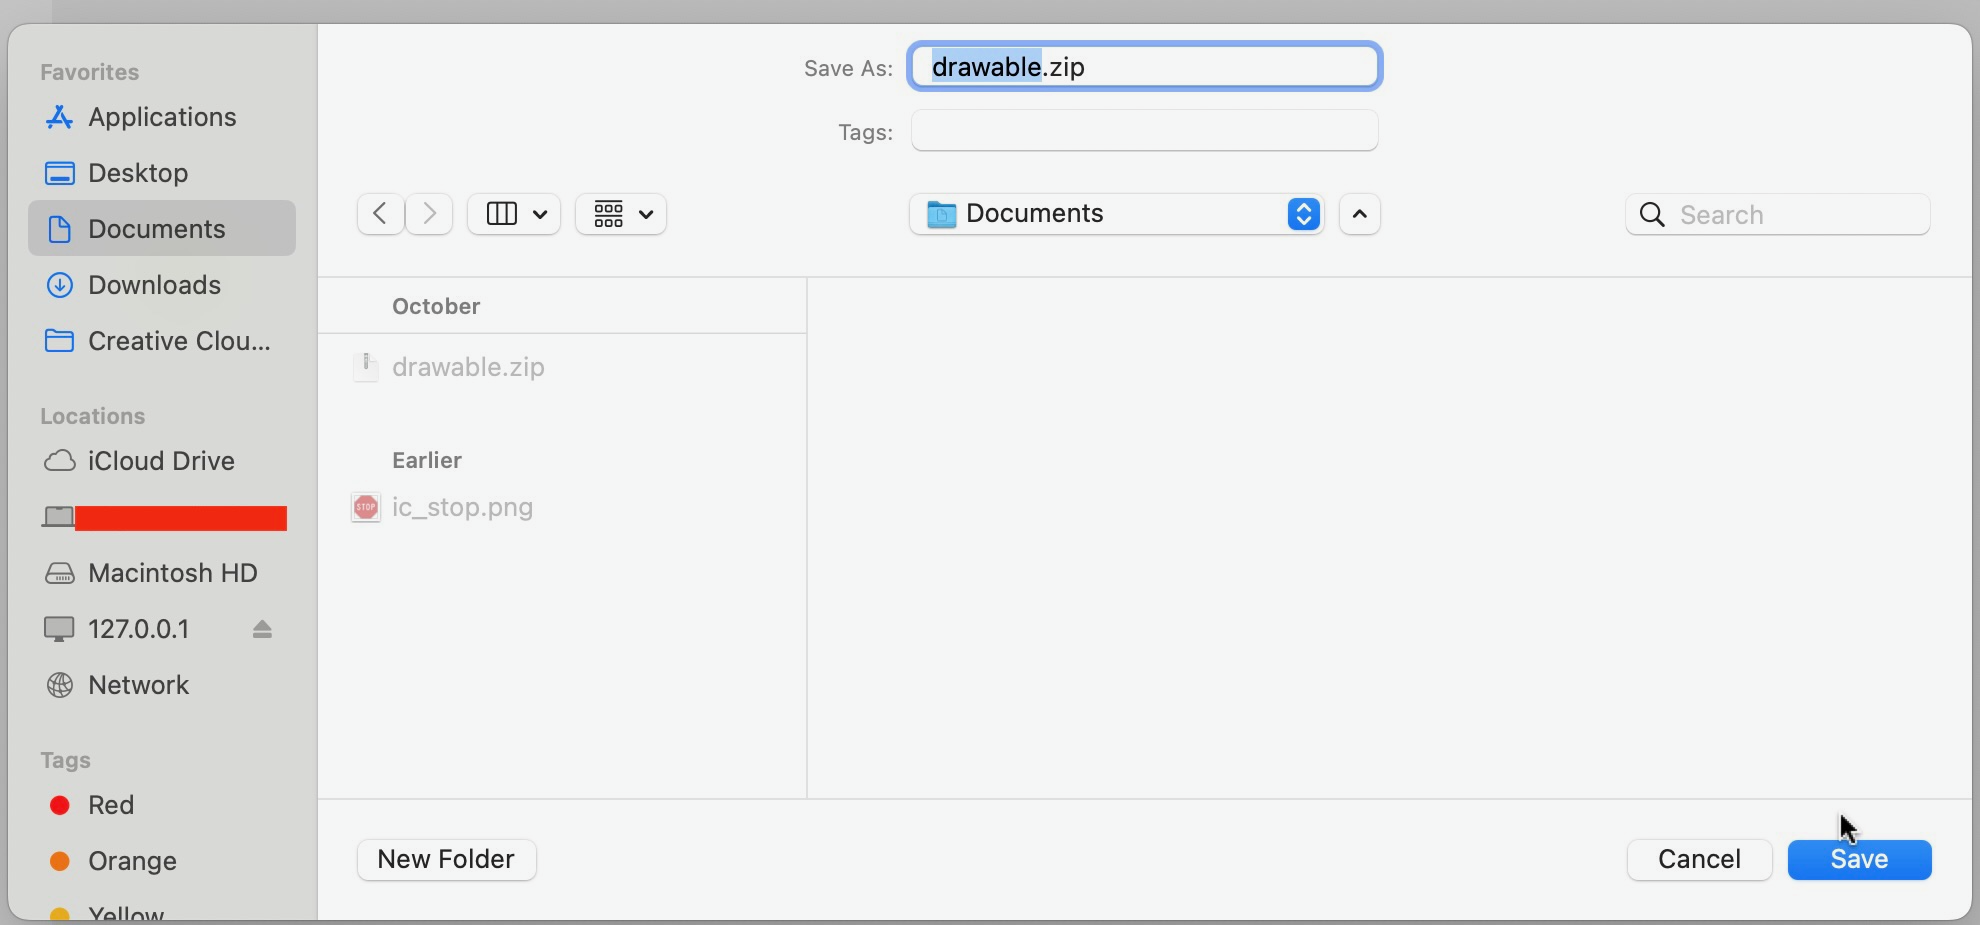 Favorites
Applications
Desktop
Documents
Downloads
Creative Clou...
Locations
iCloud Drive
Macintosh HD
127.0.0.1
Network
Tags
Red
Orange
Yellow
Save As: drawable.zip
Tags:
Documents
Search
October
drawable.zip
Earlier
STOP ic_stop.png
New Folder
Cancel
Save